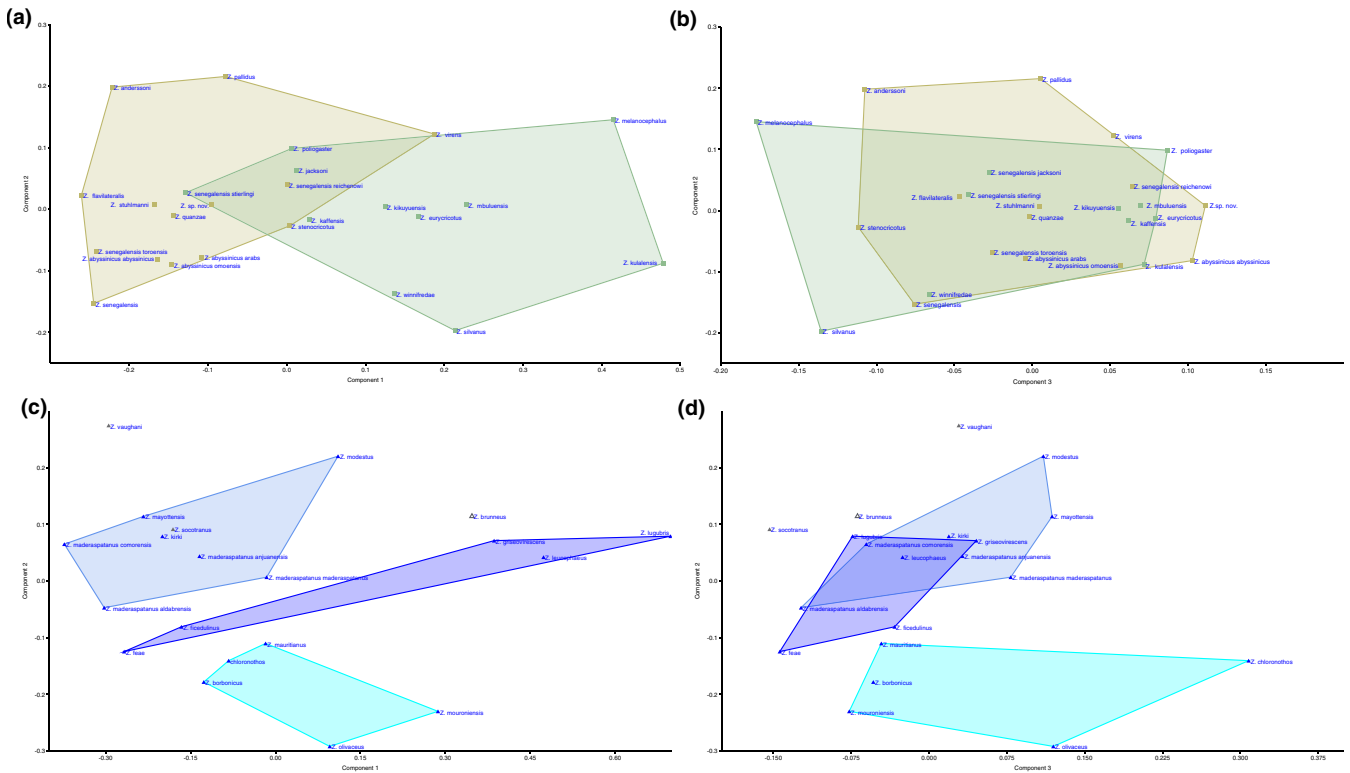 (a)
0.3
0.2
0.1
0.0
-0.1
-0.2
Component 2
Z. pallidus
Z. anderssoni
Z. virens
Z. melanocephalus
Z. poliogaster
Z. jacksoni
Z. senegalensis reichenowi
Z. senegalensis stierlingi
Z. flavilateralis
Z. stuhlmanni
Z. sp. nov.
Z. quanzae
Z. kikuyuensis
Z. mbuluensis
Z. eurycricotus
Z. kaffensis
Z. stenocricotus
Z. senegalensis toroensis
Z. abyssinicus abyssinicus
Z. abyssinicus arabs
Z. abyssinicus omoensis
Z. kulalensis
Z. winnifredae
Z. senegalensis
Z. silvanus
-0.2
-0.1
0.0
0.1
0.2
0.3
0.4
0.5
Component 1
(b)
0.3
0.2
0.1
0.0
-0.1
-0.2
-0.2
Component 2
Z. pallidus
Z. anderssoni
Z. melanocephalus
Z. virens
Z. poliogaster
Z. senegalensis jacksoni
Z. senegalensis reichenowi
Z. flavilateralis
Z. senegalensis stierlingi
Z. stuhlmanni
Z. kikuyuensis
Z. mbuluensis
Z.sp. nov.
Z. quanzae
Z. eurycricotus
Z. kaffensis
Z. stenocricotus
Z. senegalensis toroensis
Z. abyssinicus arabs
Z. abyssinicus omoensis
Z. kulalensis
Z. abyssinicus abyssinicus
Z. winnifredae
Z. senegalensis
Z. silvanus
-0.20
-0.15
-0.10
-0.05
0.00
0.05
0.10
0.15
Component 3
(c)
0.2
0.1
0.0
-0.1
-0.2
-0.3
Component 2
Z. vaughani
Z. modestus
Z. mayottensis
Z. socotranus
Z. kirki
Z. maderaspatanus comorensis
Z. maderaspatanus anjuanensis
Z. maderaspatanus maderaspatanus
Z. maderaspatanus aldabrensis
Z. brunneus
Z. lugubris
Z. griseovirescens
Z. leucophaeus
Z. ficedulinus
Z. feae
Z. mauritianus
chloronothos
Z. borbonicus
Z. mouroniensis
Z. olivaceus
-0.30
-0.15
0.00
0.15
0.30
0.45
0.60
Component 1
(d)
0.2
0.1
0.0
-0.1
-0.2
-0.3
Component 2
Z. vaughani
Z. modestus
Z. mayottensis
Z. brunneus
Z. socotranus
Z. lugubris
Z. kirki
Z. griseovirescens
Z. maderaspatanus comorensis
Z. leucophaeus
Z. maderaspatanus anjuanensis
Z. maderaspatanus maderaspatanus
Z. maderaspatanus aldabrensis
Z. ficedulinus
Z. feae
Z. mauritianus
Z. chloronothos
Z. borbonicus
Z. mouroniensis
Z. olivaceus
-0.150
-0.075
0.000
0.075
0.150
0.225
0.300
0.375
Component 3